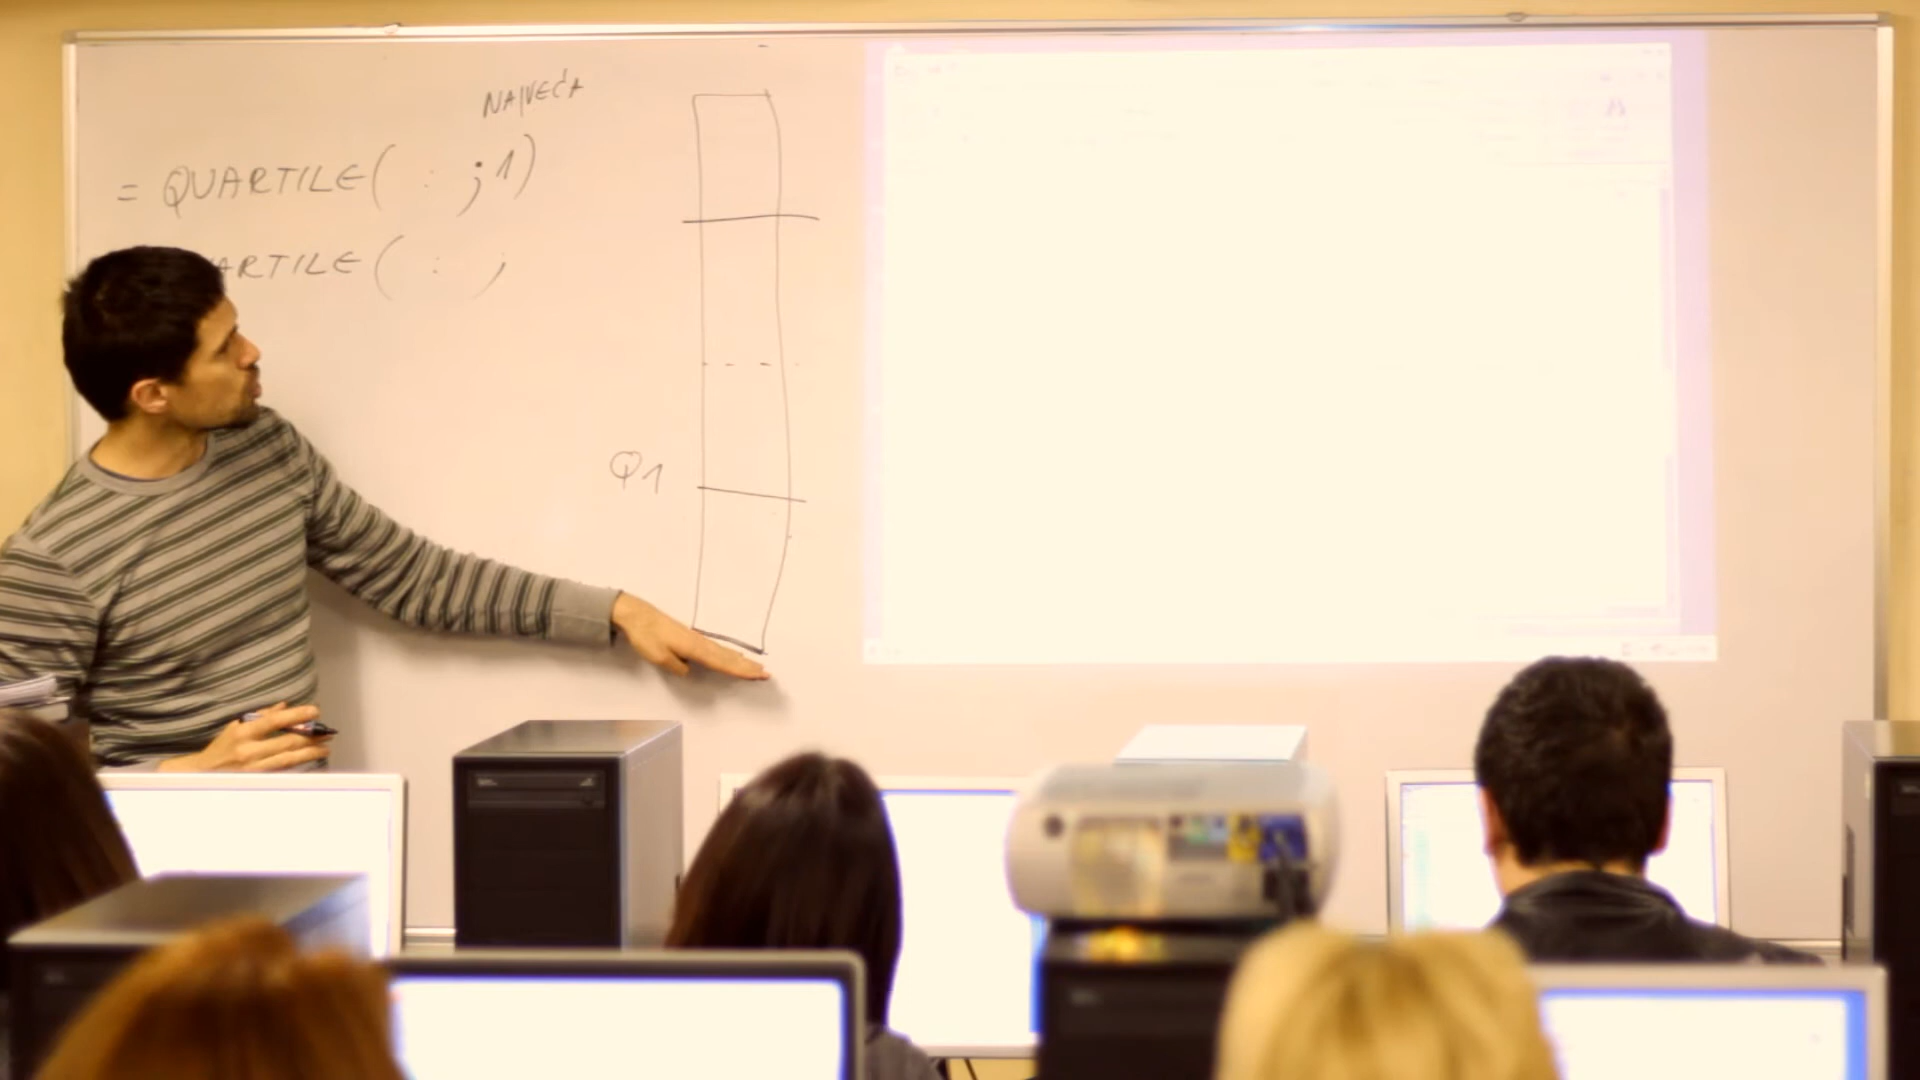 NAJVEĆA
= QUARTILE( : ;1)
ARTILE( : ;
Q1